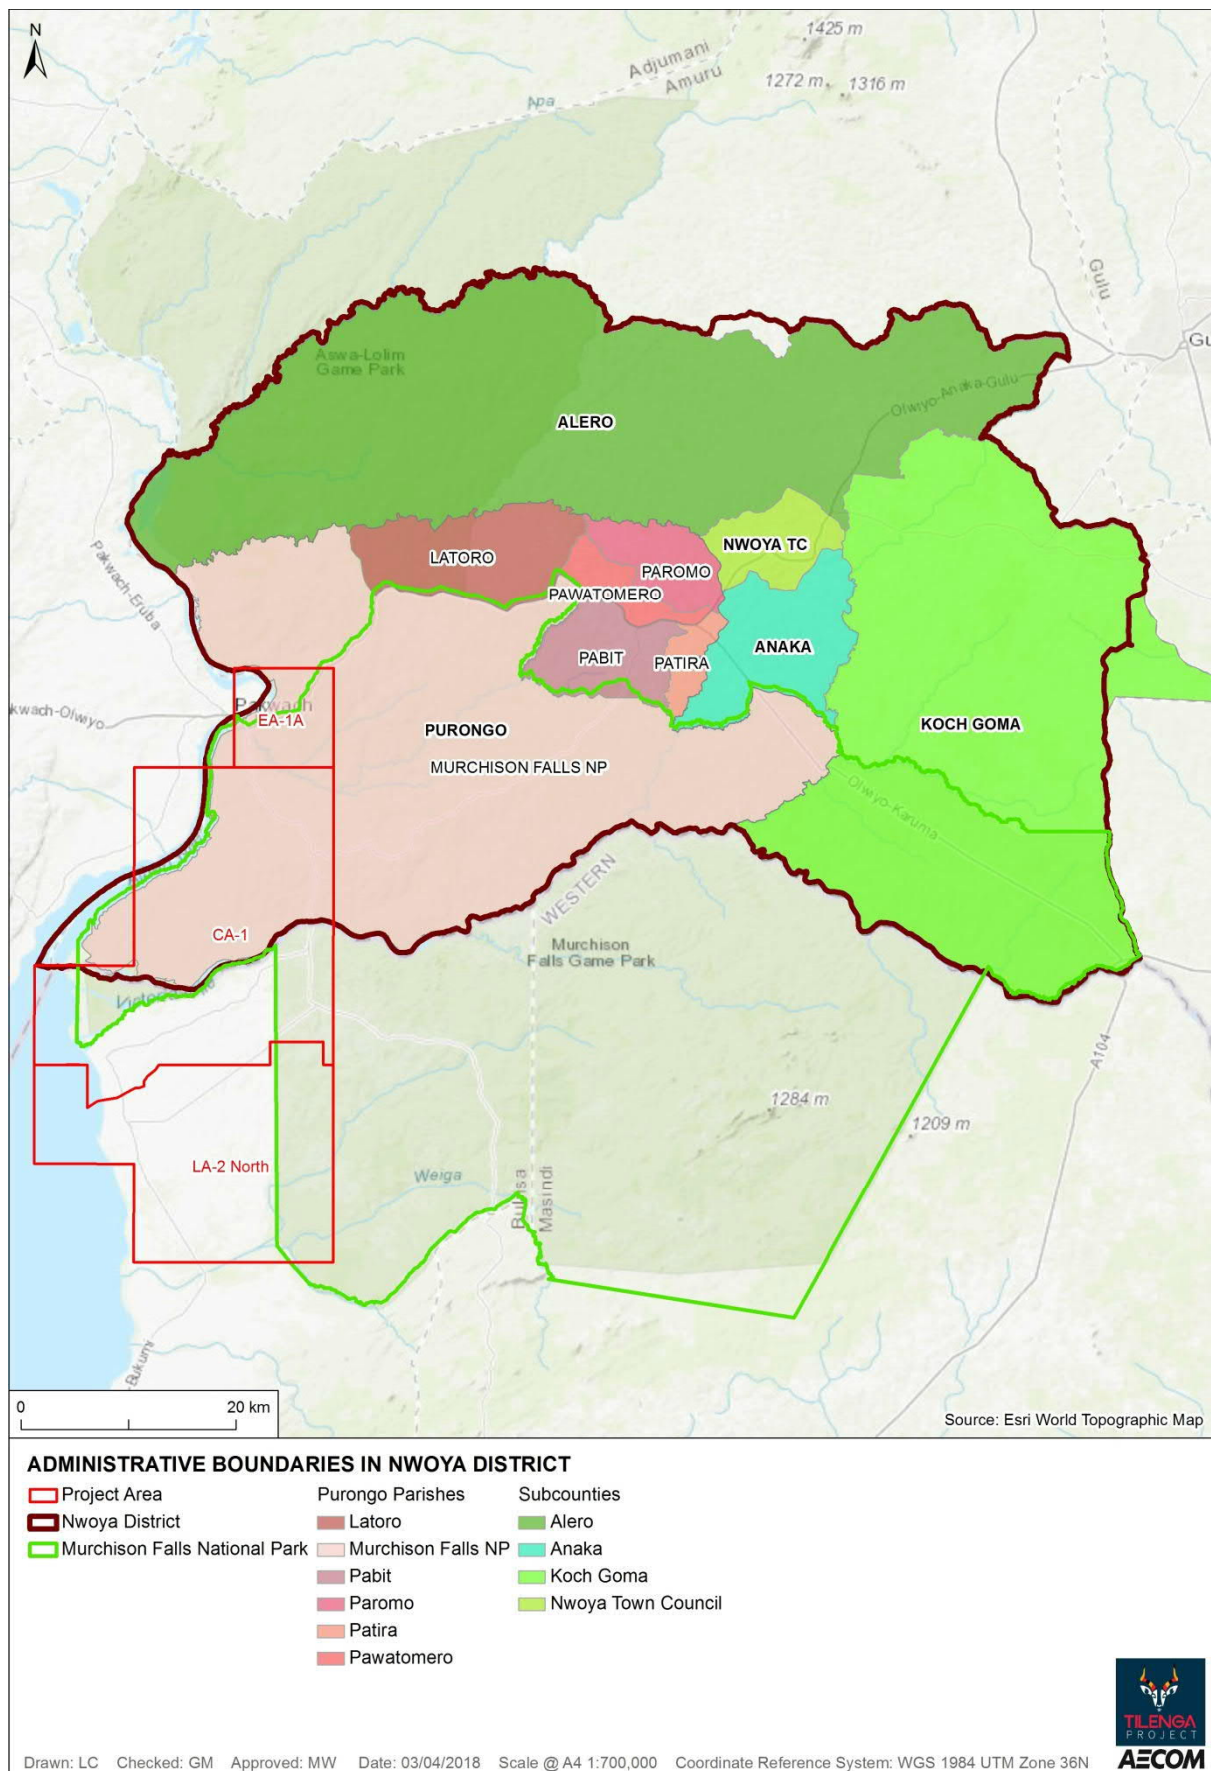 N
1425 m
Adjumani
Amuru
1272 m
1316 m
Apa
Gulu
Gu
Aswa-Lolim
Game Park
Olwiyo-Anaka-Gulu
ALERO
Pakwach-Eruba
LATORO
PAROMO
NWOYA TC
PAWATOMERO
PABIT
PATIRA
ANAKA
Pakwach
kwach-Olwiyo
EA-1A
PURONGO
KOCH GOMA
MURCHISON FALLS NP
Olwiyo-Karuma
WESTERN
CA-1
Murchison
Falls Game Park
A104
1284 m
1209 m
LA-2 North
Weiga
Masindi
-Bukumi
0
20 km
Source: Esri World Topographic Map
ADMINISTRATIVE BOUNDARIES IN NWOYA DISTRICT
Project Area
Nwoya District
Murchison Falls National Park
Purongo Parishes
Latoro
Murchison Falls NP
Pabit
Paromo
Patira
Pawatomero
Subcounties
Alero
Anaka
Koch Goma
Nwoya Town Council
TILENGA
PROJECT
AECOM
Drawn: LC Checked: GM Approved: MW Date: 03/04/2018 Scale @ A4 1:700,000 Coordinate Reference System: WGS 1984 UTM Zone 36N